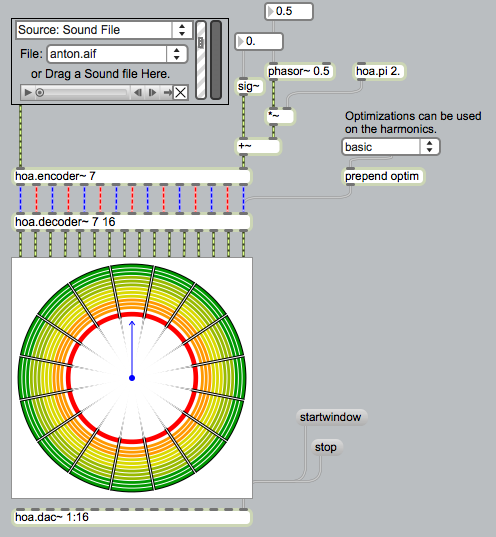 Source: Sound File
File: anton.aif
or Drag a Sound file Here.
0.5
0.
phasor~ 0.5
hoa.pi 2.
sig~
*~
+~
Optimizations can be used
on the harmonics.
basic
prepend optim
hoa.encoder~ 7
hoa.decoder~ 7 16
startwindow
stop
hoa.dac~ 1:16